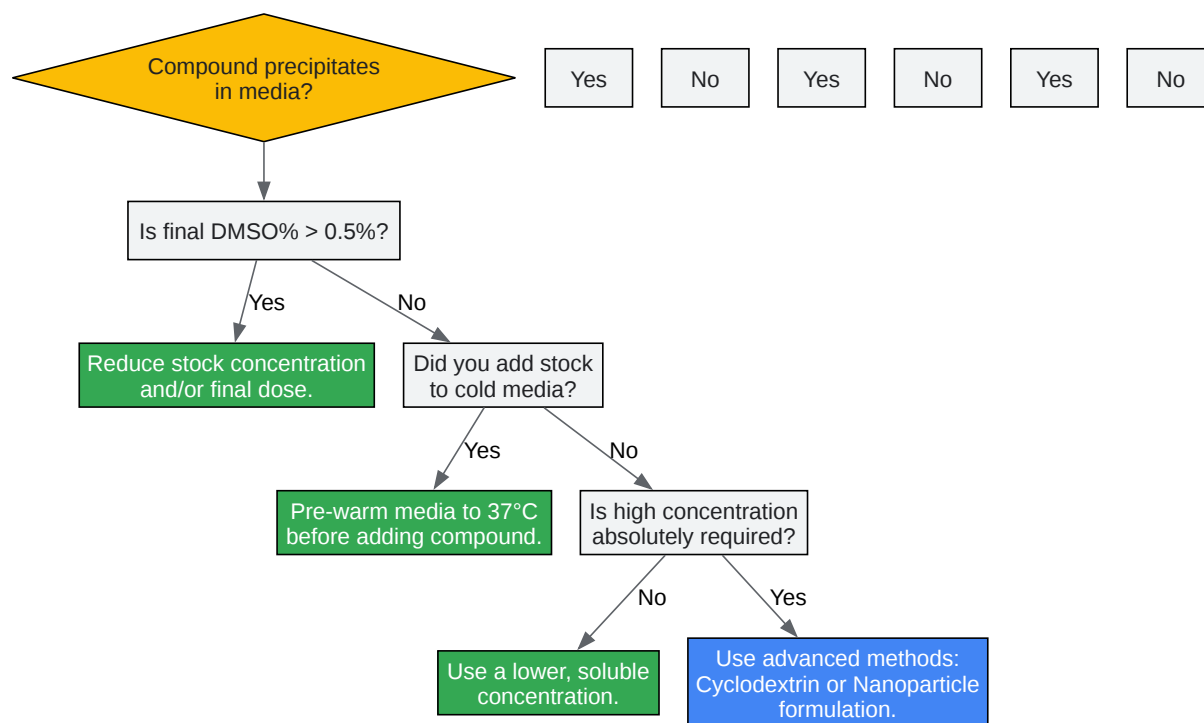 Compound precipitates
in media?
Yes
No
Yes
No
Yes
No
Is final DMSO% > 0.5%?
Yes
No
Reduce stock concentration
and/or final dose.
Did you add stock
to cold media?
Yes
No
Pre-warm media to 37°C
before adding compound.
Is high concentration
absolutely required?
No
Yes
Use a lower, soluble
concentration.
Use advanced methods:
Cyclodextrin or Nanoparticle
formulation.